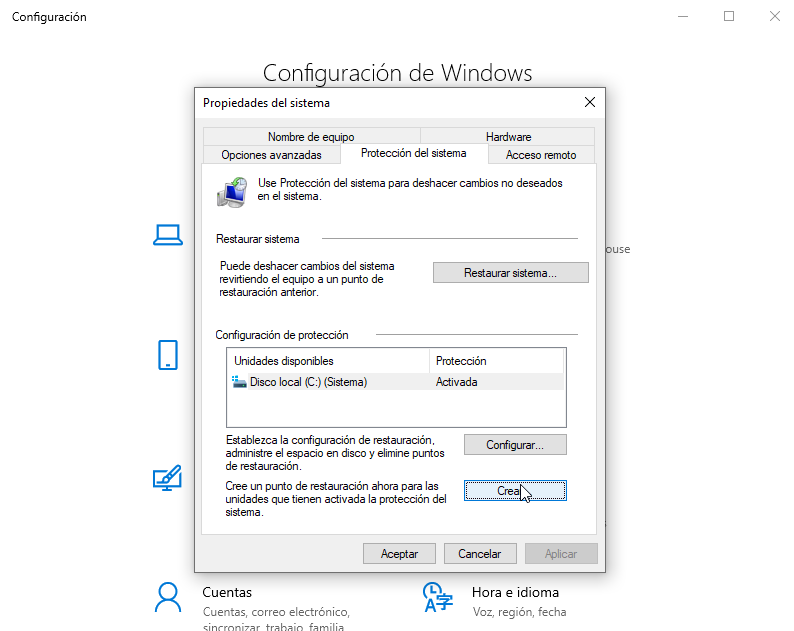 Configuración
Configuración de Windows
Propiedades del sistema
Nombre de equipo
Hardware
Opciones avanzadas
Protección del sistema
Acceso remoto
Use Protección del sistema para deshacer cambios no deseados
en el sistema.
Restaurar sistema
Puede deshacer cambios del sistema
revirtiendo el equipo a un punto de
restauración anterior.
Restaurar sistema...
Configuración de protección
Unidades disponibles
Protección
Disco local (C:) (Sistema)
Activada
Establezca la configuración de restauración,
administre el espacio en disco y elimine puntos
de restauración.
Configurar...
Cree un punto de restauración ahora para las
unidades que tienen activada la protección del
sistema.
Aceptar
Cancelar
Aplicar
Cuentas
Cuentas, correo electrónico,
sincronizar, trabajo, familia
Hora e idioma
Voz, región, fecha